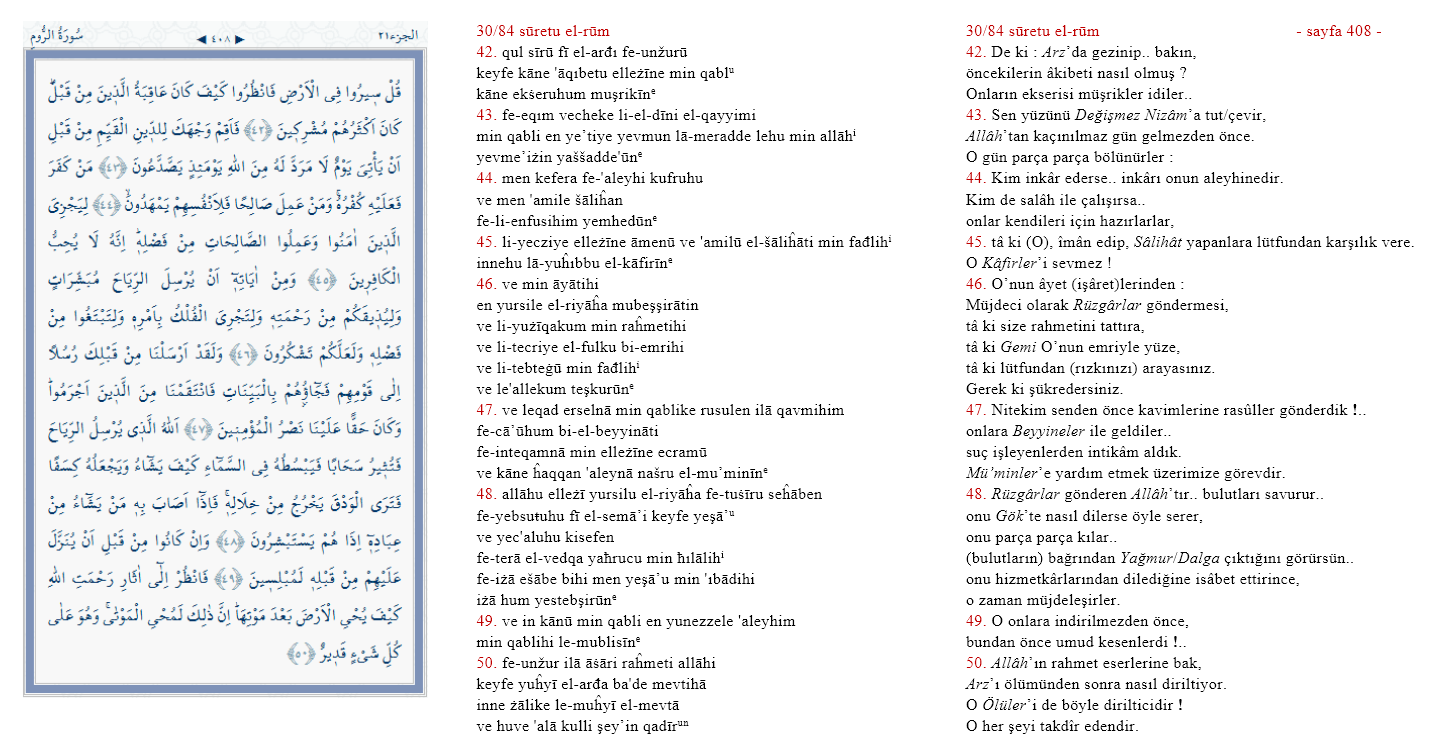 الجزء٢١
◄ ٤٠٨ ►
سُورَةُ الرُّومِ
قُلْ سٖيرُوا فِى الْاَرْضِ فَانْظُرُوا كَيْفَ كَانَ عَاقِبَةُ الَّذٖينَ مِنْ قَبْلُ
كَانَ اَكْثَرُهُمْ مُشْرِكٖينَ ﴿٤٢﴾ فَاَقِمْ وَجْهَكَ لِلدّٖينِ الْقَيِّمِ مِنْ قَبْلِ
اَنْ يَأْتِىَ يَوْمٌ لَا مَرَدَّ لَهُ مِنَ اللّٰهِ يَوْمَئِذٍ يَصَّدَّعُونَ ﴿٤٣﴾ مَنْ كَفَرَ
فَعَلَيْهِ كُفْرُهُ وَمَنْ عَمِلَ صَالِحًا فَلِاَنْفُسِهِمْ يَمْهَدُونَ ﴿٤٤﴾ لِيَجْزِىَ
الَّذٖينَ اٰمَنُوا وَعَمِلُوا الصَّالِحَاتِ مِنْ فَضْلِهٖ اِنَّهُ لَا يُحِبُّ
الْكَافِرٖينَ ﴿٤٥﴾ وَمِنْ اٰيَاتِهٖ اَنْ يُرْسِلَ الرِّيَاحَ مُبَشِّرَاتٍ
وَلِيُذٖيقَكُمْ مِنْ رَحْمَتِهٖ وَلِتَجْرِىَ الْفُلْكُ بِاَمْرِهٖ وَلِتَبْتَغُوا مِنْ
فَضْلِهٖ وَلَعَلَّكُمْ تَشْكُرُونَ ﴿٤٦﴾ وَلَقَدْ اَرْسَلْنَا مِنْ قَبْلِكَ رُسُلًا
اِلٰى قَوْمِهِمْ فَجَاؤُهُمْ بِالْبَيِّنَاتِ فَانْتَقَمْنَا مِنَ الَّذٖينَ اَجْرَمُوا
وَكَانَ حَقًّا عَلَيْنَا نَصْرُ الْمُؤْمِنٖينَ ﴿٤٧﴾ اَللّٰهُ الَّذٖى يُرْسِلُ الرِّيَاحَ
فَتُثٖيرُ سَحَابًا فَيَبْسُطُهُ فِى السَّمَاءِ كَيْفَ يَشَاءُ وَيَجْعَلُهُ كِسَفًا
فَتَرَى الْوَدْقَ يَخْرُجُ مِنْ خِلَالِهٖ فَاِذَا اَصَابَ بِهٖ مَنْ يَشَاءُ مِنْ
عِبَادِهٖ اِذَا هُمْ يَسْتَبْشِرُونَ ﴿٤٨﴾ وَاِنْ كَانُوا مِنْ قَبْلِ اَنْ يُنَزَّلَ
عَلَيْهِمْ مِنْ قَبْلِهٖ لَمُبْلِسٖينَ ﴿٤٩﴾ فَانْظُرْ اِلٰى اٰثَارِ رَحْمَتِ اللّٰهِ
كَيْفَ يُحْيِ الْاَرْضَ بَعْدَ مَوْتِهَا اِنَّ ذٰلِكَ لَمُحْيِ الْمَوْتٰى وَهُوَ عَلٰى
كُلِّ شَىْءٍ قَدٖيرٌ ﴿٥٠﴾
30/84 sūretu el-rūm
42. qul sīrū fī el-arđı fe-unžurū
keyfe kāne 'āqıbetu elleżīne min qablᵘ
kāne ekŝeruhum muşrikīnᵉ
43. fe-eqım vecheke li-el-dīni el-qayyimi
min qabli en ye’tiye yevmun lā-meradde lehu min allāhⁱ
yevme’iżin yaššadde'ūnᵉ
44. men kefera fe-'aleyhi kufruhu
ve men 'amile šāliĥan
fe-li-enfusihim yemhedūnᵉ
45. li-yecziye elleżīne āmenū ve 'amilū el-šāliĥāti min fađlihⁱ
innehu lā-yuĥıbbu el-kāfirīnᵉ
46. ve min āyātihi
en yursile el-riyāĥa mubeşşirātin
ve li-yużīqakum min raĥmetihi
ve li-tecriye el-fulku bi-emrihi
ve li-tebteġū min fađlihⁱ
ve le'allekum teşkurūnᵉ
47. ve leqad erselnā min qablike rusulen ilā qavmihim
fe-cā’ūhum bi-el-beyyināti
fe-inteqamnā min elleżīne ecramū
ve kāne ĥaqqan 'aleynā našru el-mu’minīnᵉ
48. allāhu elleżī yursilu el-riyāĥa fe-tuŝīru seĥāben
fe-yebsuŧuhu fī el-semā’i keyfe yeşā’ᵘ
ve yec'aluhu kisefen
fe-terā el-vedqa yaħrucu min ħılālihⁱ
fe-iżā ešābe bihi men yeşā’u min 'ıbādihi
iżā hum yestebşirūnᵉ
49. ve in kānū min qabli en yunezzele 'aleyhim
min qablihi le-mublisīnᵉ
50. fe-unžur ilā āŝāri raĥmeti allāhi
keyfe yuĥyī el-arđa ba'de mevtihā
inne żālike le-muĥyī el-mevtā
ve huve 'alā kulli şey’in qadīrᵘⁿ
30/84 sūretu el-rūm - sayfa 408 -
42. De ki : Arz’da gezinip.. bakın,
öncekilerin âkibeti nasıl olmuş ?
Onların ekserisi müşrikler idiler..
43. Sen yüzünü Değişmez Nizâm’a tut/çevir,
Allâh’tan kaçınılmaz gün gelmezden önce.
O gün parça parça bölünürler :
44. Kim inkâr ederse.. inkârı onun aleyhinedir.
Kim de salâh ile çalışırsa..
onlar kendileri için hazırlarlar,
45. tâ ki (O), îmân edip, Sâlihât yapanlara lütfundan karşılık vere.
O Kâfirler’i sevmez !
46. O’nun âyet (işâret)lerinden :
Müjdeci olarak Rüzgârlar göndermesi,
tâ ki size rahmetini tattıra,
tâ ki Gemi O’nun emriyle yüze,
tâ ki lütfundan (rızkınızı) arayasınız.
Gerek ki şükredersiniz.
47. Nitekim senden önce kavimlerine rasûller gönderdik !..
onlara Beyyineler ile geldiler..
suç işleyenlerden intikâm aldık.
Mü’minler’e yardım etmek üzerimize görevdir.
48. Rüzgârlar gönderen Allâh’tır.. bulutları savurur..
onu Gök’te nasıl dilerse öyle serer,
onu parça parça kılar..
(bulutların) bağrından Yağmur/Dalga çıktığını görürsün..
onu hizmetkârlarından dilediğine isâbet ettirince,
o zaman müjdeleşirler.
49. O onlara indirilmezden önce,
bundan önce umud kesenlerdi !..
50. Allâh’ın rahmet eserlerine bak,
Arz’ı ölümünden sonra nasıl diriltiyor.
O Ölüler’i de böyle dirilticidir !
O her şeyi takdîr edendir.